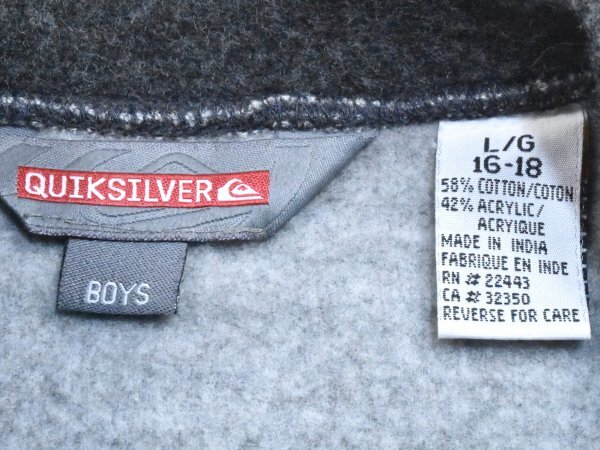 QUIKSILVER
BOYS
L/G
16-18
58% COTTON/COTON
42% ACRYLIC/
ACRYIQUE
MADE IN INDIA
FABRIQUE EN INDE
RN# 22443
CA# 32350
REVERSE FOR CARE